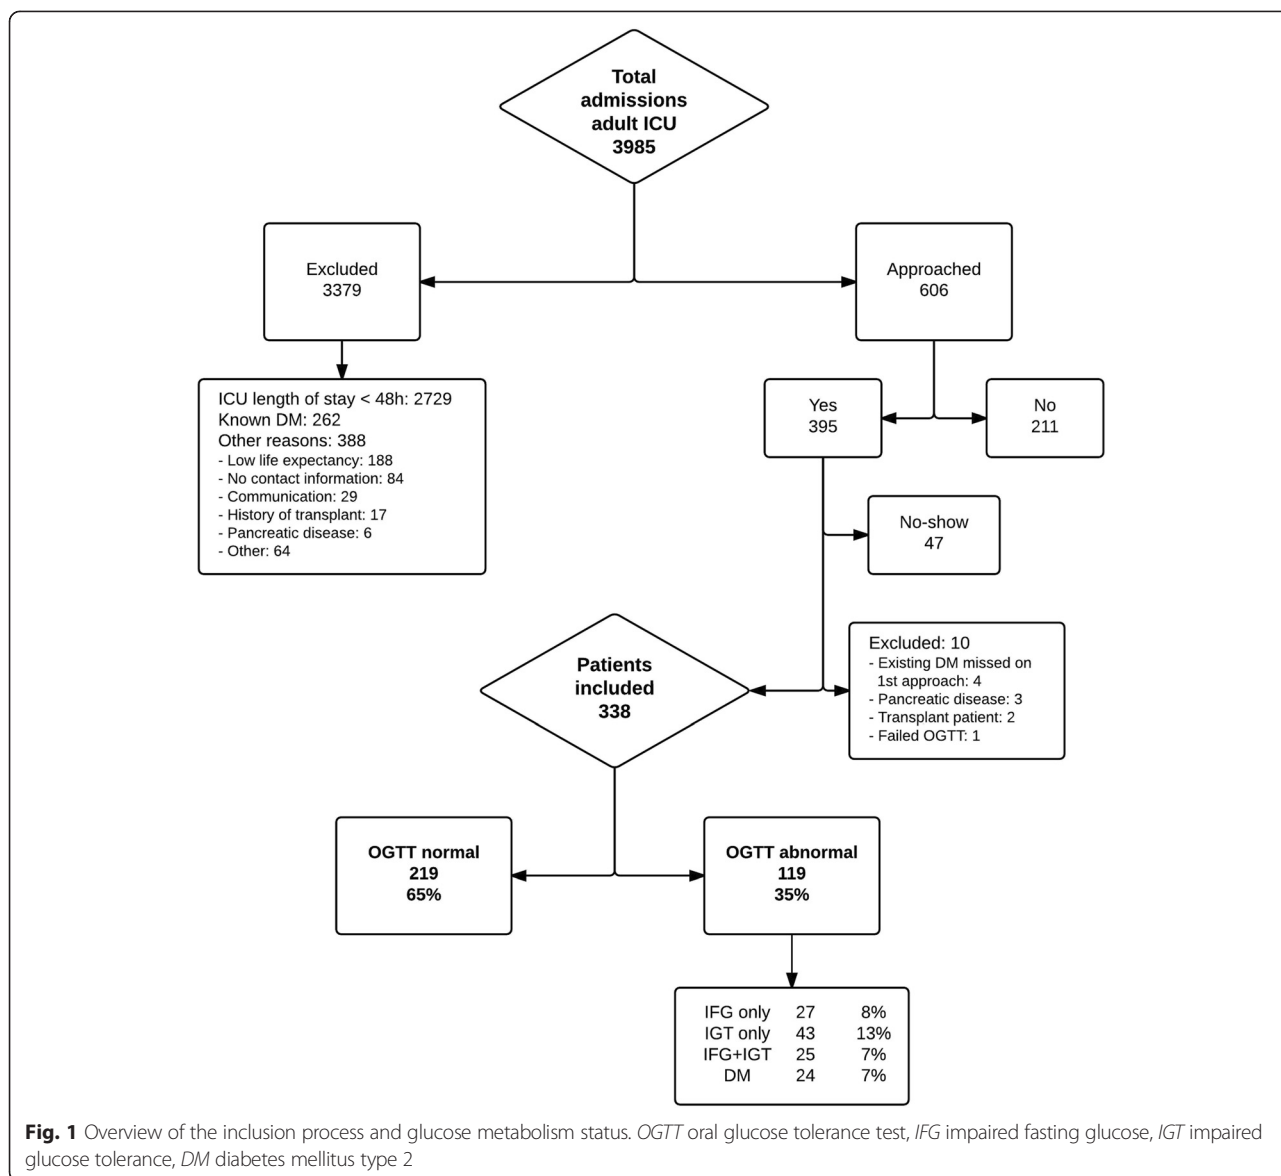 Total
admissions
adult ICU
3985
Excluded
3379
Approached
606
ICU length of stay < 48h: 2729
Known DM: 262
Other reasons: 388
- Low life expectancy: 188
- No contact information: 84
- Communication: 29
- History of transplant: 17
- Pancreatic disease: 6
- Other: 64
Yes
395
No
211
No-show
47
Excluded: 10
- Existing DM missed on
1st approach: 4
- Pancreatic disease: 3
- Transplant patient: 2
- Failed OGTT: 1
Patients
included
338
OGTT normal
219
65%
OGTT abnormal
119
35%
IFG only 27 8%
IGT only 43 13%
IFG+IGT 25 7%
DM 24 7%
Fig. 1 Overview of the inclusion process and glucose metabolism status. OGTT oral glucose tolerance test, IFG impaired fasting glucose, IGT impaired
glucose tolerance, DM diabetes mellitus type 2